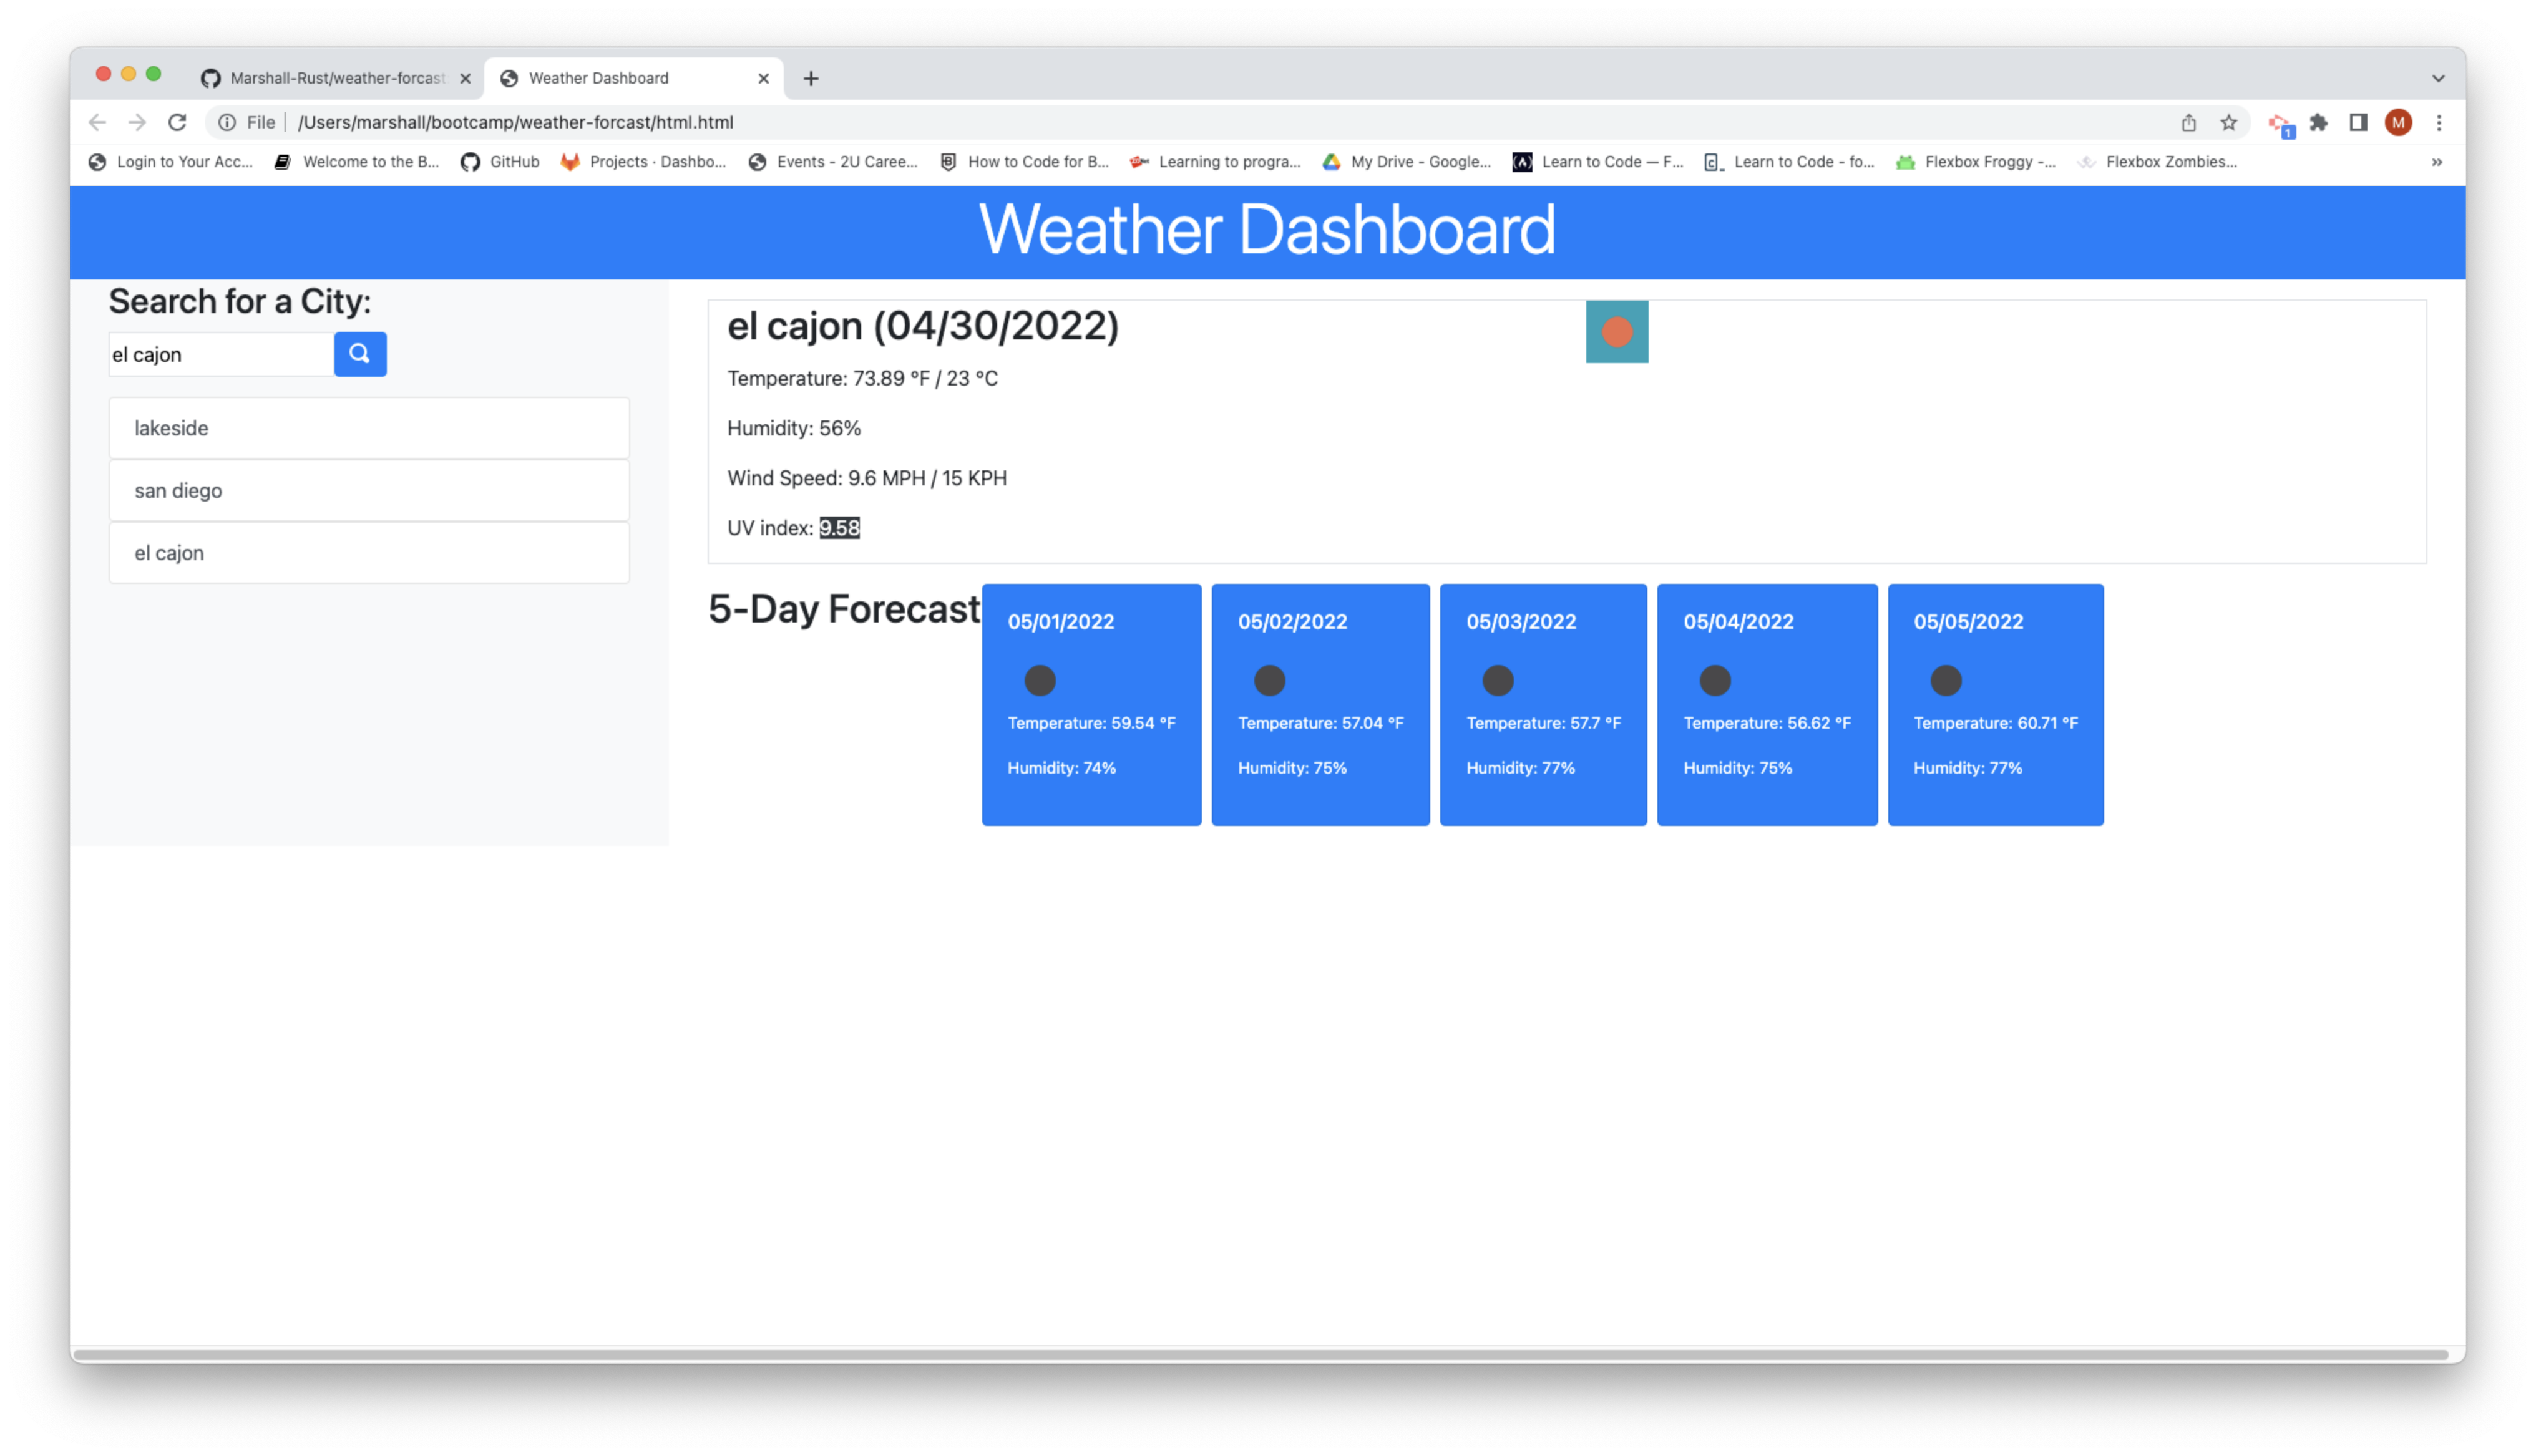 Marshall-Rust/weather-forcast
Weather Dashboard
File /Users/marshall/bootcamp/weather-forcast/html.html
M
1
Login to Your Acc... Welcome to the B... GitHub Projects · Dashbo... Events - 2U Caree... How to Code for B... Learning to progra... My Drive - Google... Learn to Code — F... Learn to Code - fo... Flexbox Froggy -... Flexbox Zombies...
Weather Dashboard
Search for a City:
el cajon
lakeside
san diego
el cajon
el cajon (04/30/2022)
Temperature: 73.89 °F / 23 °C
Humidity: 56%
Wind Speed: 9.6 MPH / 15 KPH
UV index: 9.58
5-Day Forecast
05/01/2022
Temperature: 59.54 °F
Humidity: 74%
05/02/2022
Temperature: 57.04 °F
Humidity: 75%
05/03/2022
Temperature: 57.7 °F
Humidity: 77%
05/04/2022
Temperature: 56.62 °F
Humidity: 75%
05/05/2022
Temperature: 60.71 °F
Humidity: 77%